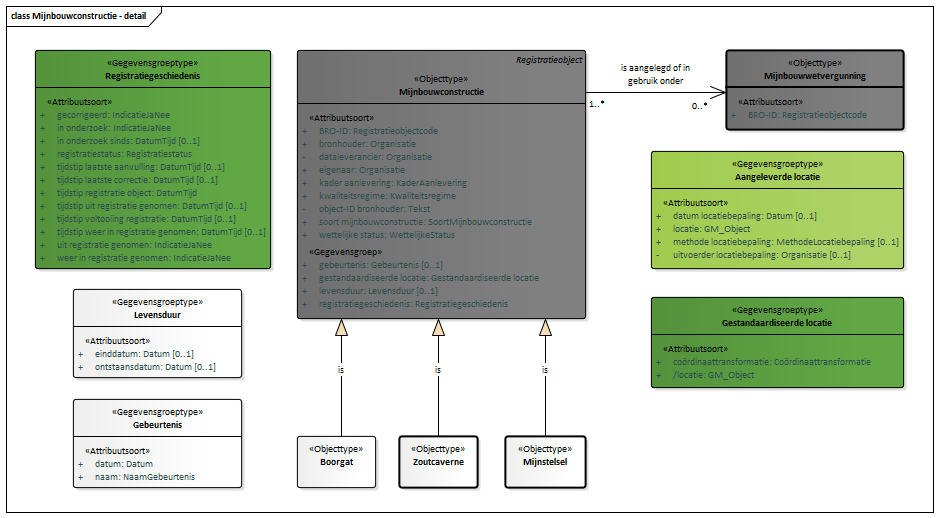 class Mijnbouwconstructie - detail
«Gegevensgroeptype»
Registratiegeschiedenis
«Attribuutsoort»
+ gecorrigeerd: IndicatieJaNee
+ in onderzoek: IndicatieJaNee
+ in onderzoek sinds: DatumTijd [0..1]
+ registratiestatus: Registratiestatus
+ tijdstip laatste aanvulling: DatumTijd [0..1]
+ tijdstip laatste correctie: DatumTijd [0..1]
+ tijdstip registratie object: DatumTijd
+ tijdstip uit registratie genomen: DatumTijd [0..1]
+ tijdstip voltooiing registratie: DatumTijd [0..1]
+ tijdstip weer in registratie genomen: DatumTijd [0..1]
+ uit registratie genomen: IndicatieJaNee
+ weer in registratie genomen: IndicatieJaNee
«Gegevensgroeptype»
Levensduur
«Attribuutsoort»
+ einddatum: Datum [0..1]
+ ontstaansdatum: Datum [0..1]
«Gegevensgroeptype»
Gebeurtenis
«Attribuutsoort»
+ datum: Datum
+ naam: NaamGebeurtenis
Registratieobject
«Objecttype»
Mijnbouwconstructie
«Attribuutsoort»
+ BRO-ID: Registratieobjectcode
+ bronhouder: Organisatie
- dataleverancier: Organisatie
+ eigenaar: Organisatie
+ kader aanlevering: KaderAanlevering
+ kwaliteitsregime: Kwaliteitsregime
- object-ID bronhouder: Tekst
+ soort mijnbouwconstructie: SoortMijnbouwconstructie
+ wettelijke status: WettelijkeStatus
«Gegevensgroep»
+ gebeurtenis: Gebeurtenis [0..1]
+ gestandaardiseerde locatie: Gestandaardiseerde locatie
+ levensduur: Levensduur [0..1]
+ registratiegeschiedenis: Registratiegeschiedenis
is
is
is
«Objecttype»
Boorgat
«Objecttype»
Zoutcaverne
«Objecttype»
Mijnstelsel
is aangelegd of in
gebruik onder
1..*
0..*
«Objecttype»
Mijnbouwwetvergunning
«Attribuutsoort»
+ BRO-ID: Registratieobjectcode
«Gegevensgroeptype»
Aangeleverde locatie
«Attribuutsoort»
+ datum locatiebepaling: Datum [0..1]
+ locatie: GM_Object
+ methode locatiebepaling: MethodeLocatiebepaling [0..1]
- uitvoerder locatiebepaling: Organisatie [0..1]
«Gegevensgroeptype»
Gestandaardiseerde locatie
«Attribuutsoort»
+ coördinaattransformatie: Coördinaattransformatie
+ /locatie: GM_Object